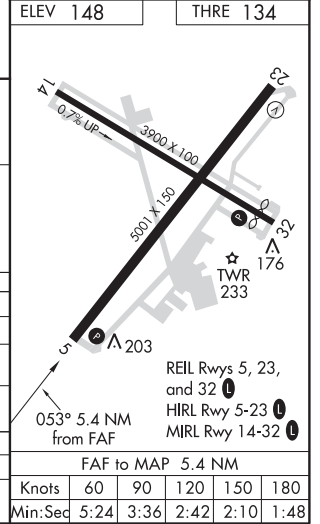 ELEV 148
THRE 134
14
23
0.7% UP
3900 X 100
5001 X 150
V
P
32
176
TWR
233
P
203
5
REIL Rwys 5, 23,
and 32 L
HIRL Rwy 5-23 L
MIRL Rwy 14-32 L
053° 5.4 NM
from FAF
FAF to MAP 5.4 NM
Knots 60 90 120 150 180
Min:Sec 5:24 3:36 2:42 2:10 1:48